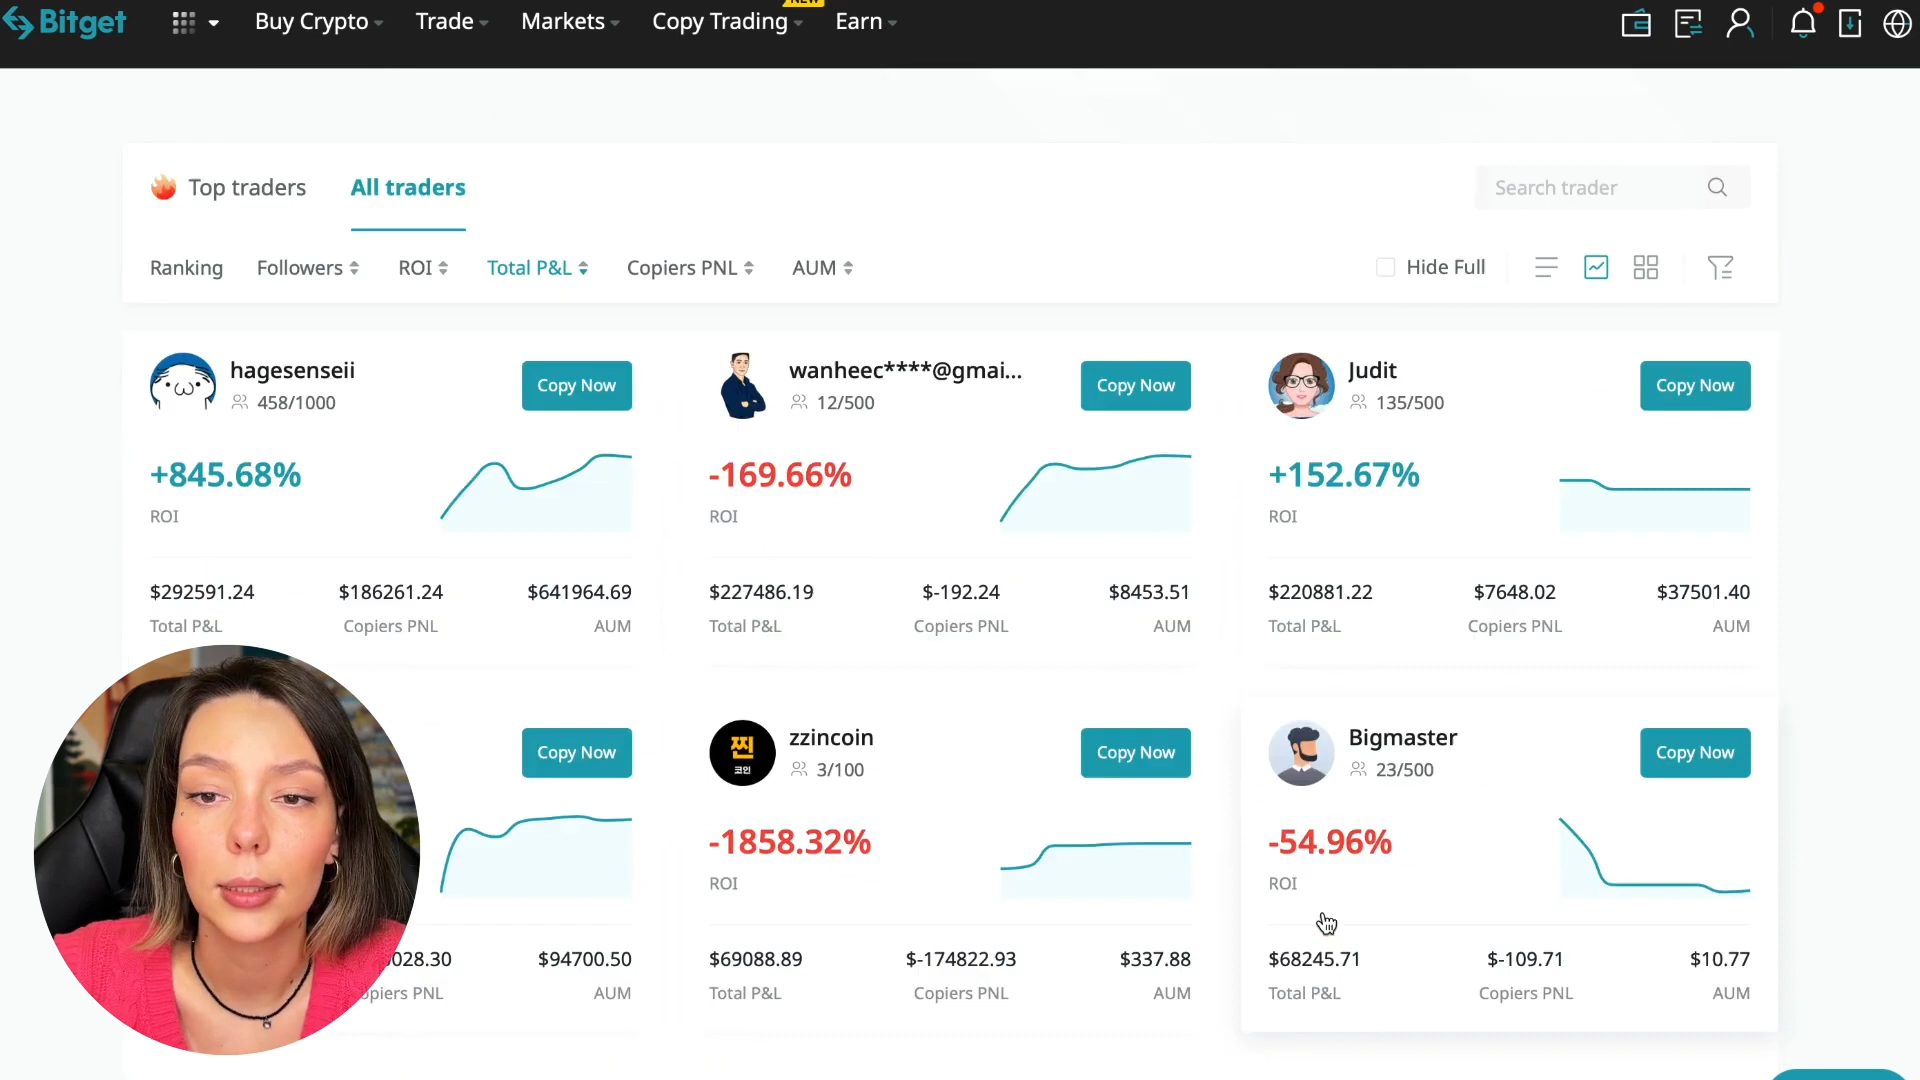 Bitget
Buy Crypto
Trade
Markets
Copy Trading
NEW
Earn
Top traders
All traders
Search trader
Ranking
Followers
ROI
Total P&L
Copiers PNL
AUM
Hide Full
hagesenseii
458/1000
Copy Now
+845.68%
ROI
$292591.24
$186261.24
$641964.69
Total P&L
Copiers PNL
AUM
wanheec****@gmai...
12/500
Copy Now
-169.66%
ROI
$227486.19
$-192.24
$8453.51
Total P&L
Copiers PNL
AUM
Judit
135/500
Copy Now
+152.67%
ROI
$220881.22
$7648.02
$37501.40
Total P&L
Copiers PNL
AUM
Copy Now
028.30
$94700.50
opiers PNL
AUM
찐
코인
zzincoin
3/100
Copy Now
-1858.32%
ROI
$69088.89
$-174822.93
$337.88
Total P&L
Copiers PNL
AUM
Bigmaster
23/500
Copy Now
-54.96%
ROI
$68245.71
$-109.71
$10.77
Total P&L
Copiers PNL
AUM